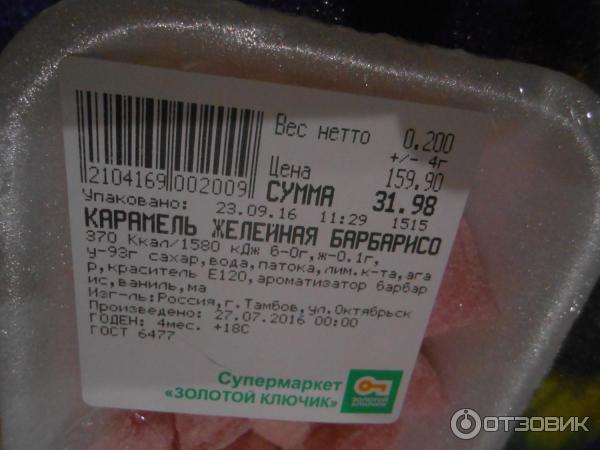 Вес нетто 0.200
+/- 4г
Цена 159.90
2104169 002009
СУММА 31.98
Упаковано: 23.09.16 11:29 1515
КАРАМЕЛЬ ЖЕЛЕЙНАЯ БАРБАРИСО
370 Ккал/1580 кДж б-0г,ж-0.1г,
у-93г сахар,вода,патока,лим.к-та,ага
р,краситель Е120,ароматизатор барбар
ис,ваниль,ма
Изг-ль:Россия,г.Тамбов,ул.Октябрьск
Произведено: 27.07.2016 00:00
ГОДЕН: 4мес. +18С
ГОСТ 6477
Супермаркет
«ЗОЛОТОЙ КЛЮЧИК»
ЗОЛОТОЙ
КЛЮЧИК
ОТЗОВИК